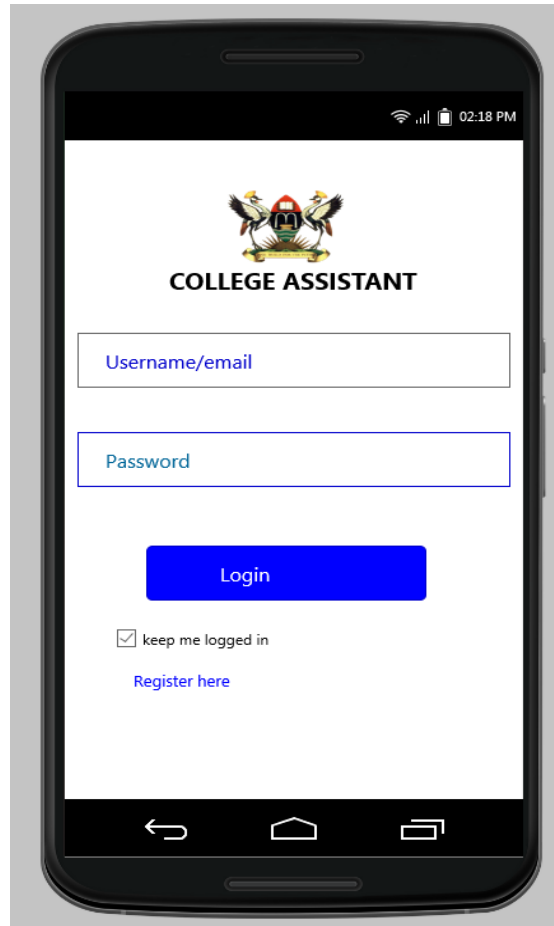 02:18 PM
COLLEGE ASSISTANT
Username/email
Password
Login
keep me logged in
Register here